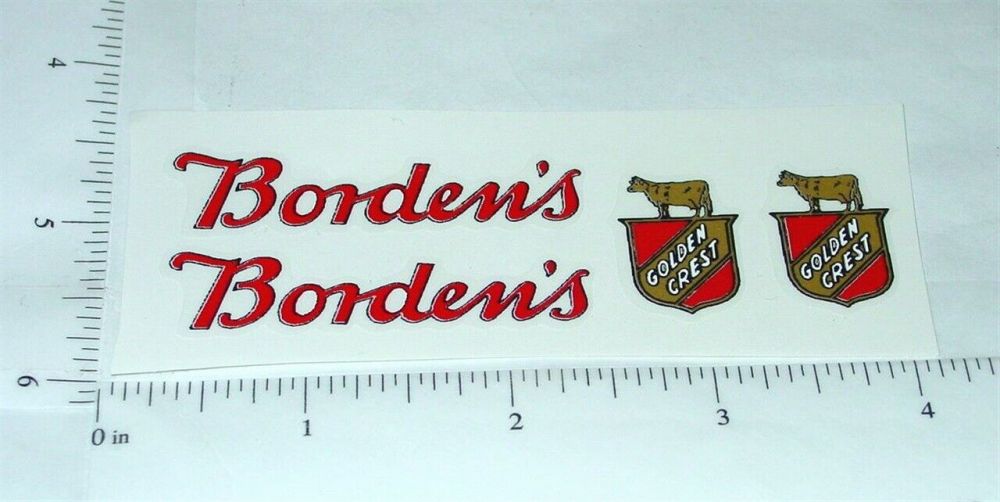 Borden's
Borden's
GOLDEN
CREST
GOLDEN
CREST
4
5
6
0 in
1
2
3
4